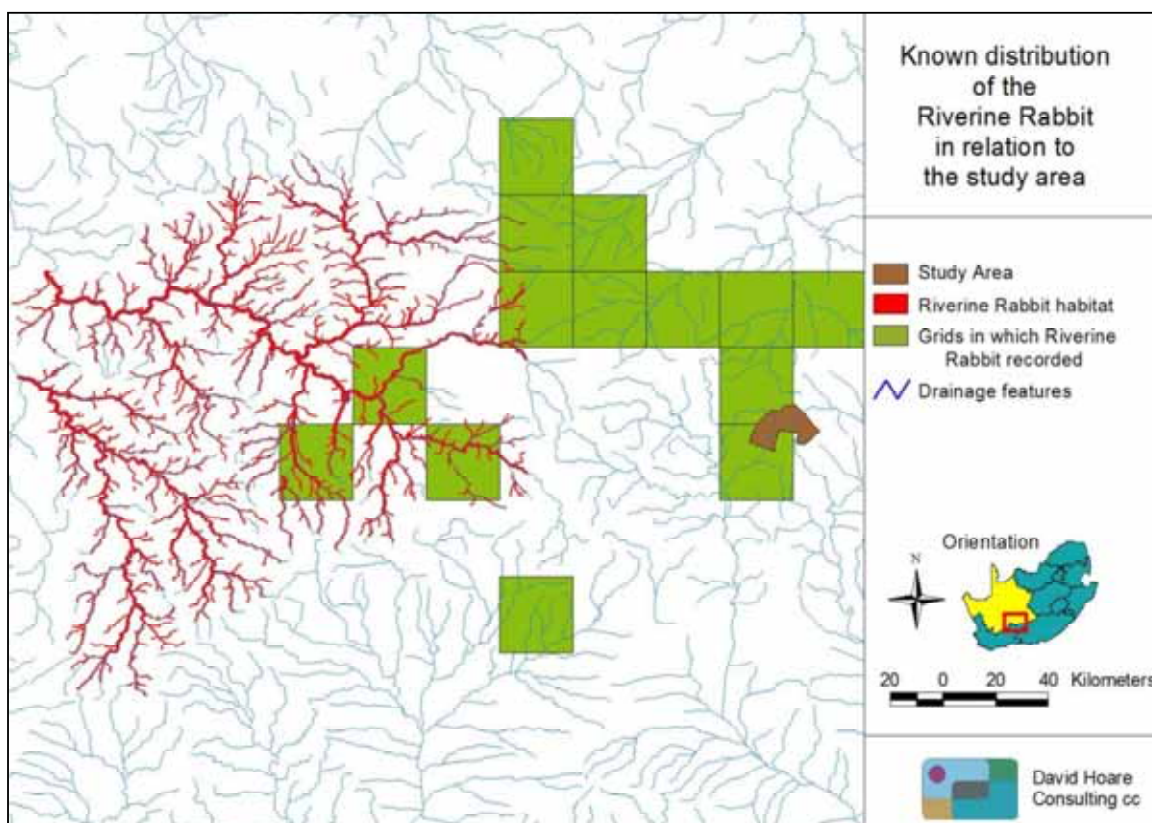 Known distribution
of the
Riverine Rabbit
in relation to
the study area
Study Area
Riverine Rabbit habitat
Grids in which Riverine
Rabbit recorded
Drainage features
Orientation
N
20 0 20 40 Kilometers
David Hoare
Consulting cc